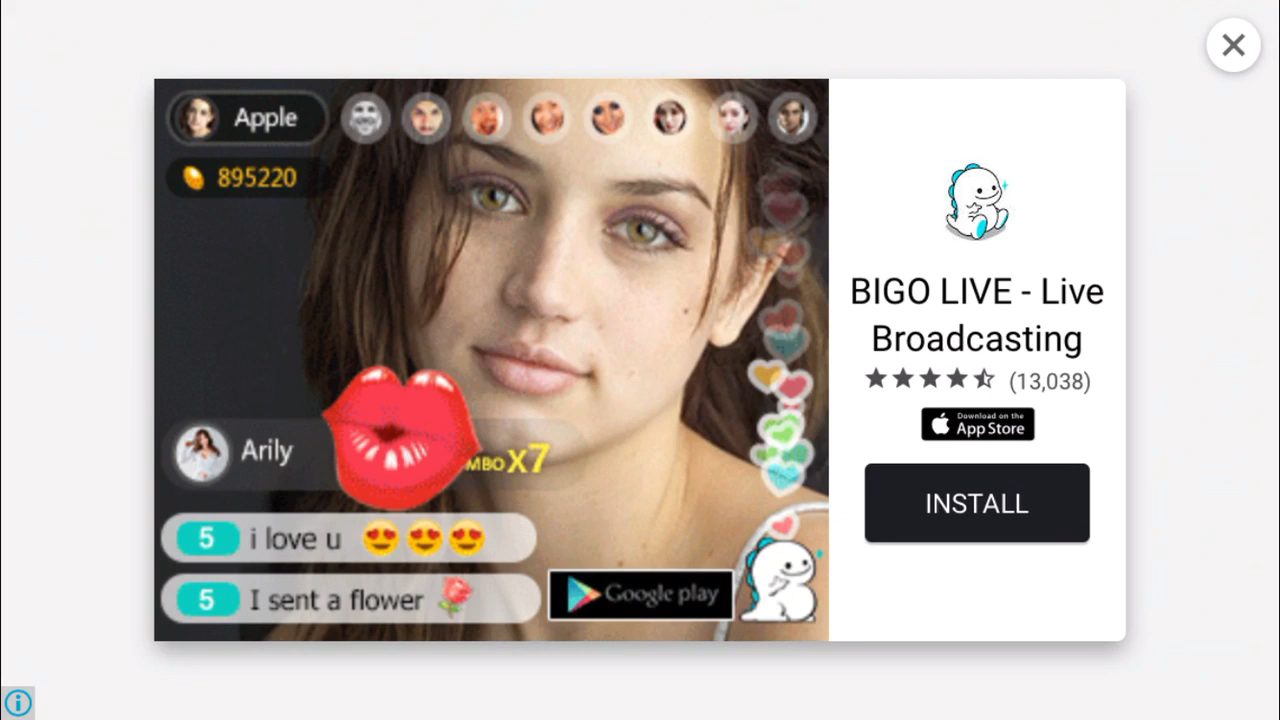 Apple
895220
Arily
MBO X7
5 i love u 😍😍😍
5 I sent a flower 🌹
Google play
BIGO LIVE - Live
Broadcasting
(13,038)
Download on the
App Store
INSTALL